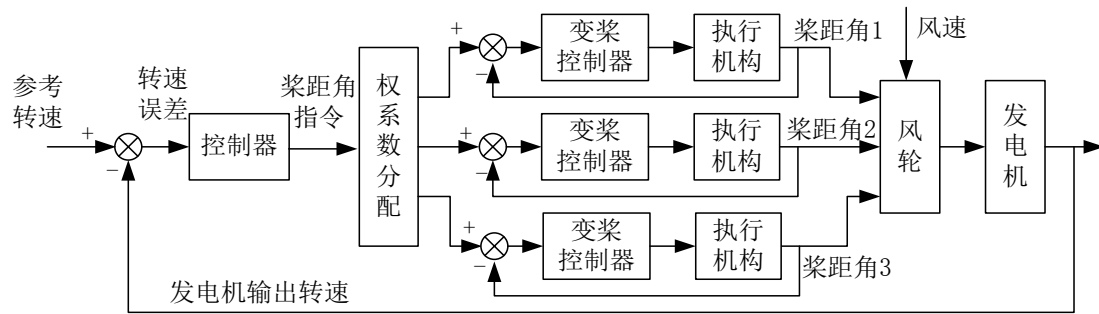 参考
转速
+
−
转速
误差
控制器
桨距角
指令
权
系
数
分
配
+
−
变桨
控制器
执行
机构
桨距角1
+
−
变桨
控制器
执行
机构
桨距角2
+
−
变桨
控制器
执行
机构
桨距角3
风速
风
轮
发
电
机
发电机输出转速